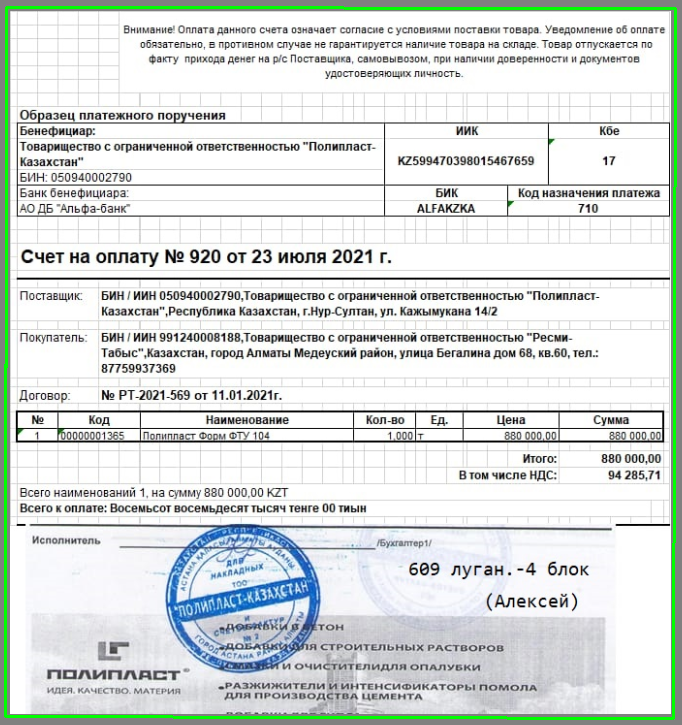 Внимание! Оплата данного счета означает согласие с условиями поставки товара. Уведомление об оплате
обязательно, в противном случае не гарантируется наличие товара на складе. Товар отпускается по
факту прихода денег на р/с Поставщика, самовывозом, при наличии доверенности и документов
удостоверяющих личность.
Образец платежного поручения
Бенефициар: ИИК Кбе
Товарищество с ограниченной ответственностью "Полипласт-
Казахстан" KZ599470398015467659 17
БИН: 050940002790
Банк бенефициара: БИК Код назначения платежа
АО ДБ "Альфа-банк" ALFAKZKA 710
Счет на оплату № 920 от 23 июля 2021 г.
Поставщик: БИН / ИИН 050940002790,Товарищество с ограниченной ответственностью "Полипласт-
Казахстан",Республика Казахстан, г.Нур-Султан, ул. Кажымукана 14/2
Покупатель: БИН / ИИН 991240008188,Товарищество с ограниченной ответственностью "Ресми-
Табыс",Казахстан, город Алматы Медеуский район, улица Бегалина дом 68, кв.60, тел.:
87759937369
Договор: № РТ-2021-569 от 11.01.2021г.
№ Код Наименование Кол-во Ед. Цена Сумма
1 00000001365 Полипласт Форм ФТУ 104 1,000 т 880 000,00 880 000,00
Итого: 880 000,00
В том числе НДС: 94 285,71
Всего наименований 1, на сумму 880 000,00 KZT
Всего к оплате: Восемьсот восемьдесят тысяч тенге 00 тиын
Исполнитель /Бухгалтер1/
609 луган.-4 блок
(Алексей)
ДЛЯ
НАКЛАДНЫХ
ТОО
"ПОЛИПЛАСТ-КАЗАХСТАН"
И
№ 2
ДОБАВКИ В БЕТОН
ДОБАВКИ ДЛЯ СТРОИТЕЛЬНЫХ РАСТВОРОВ
И ОЧИСТИТЕЛИДЛЯ ОПАЛУБКИ
РАЗЖИЖИТЕЛИ И ИНТЕНСИФИКАТОРЫ ПОМОЛА
ДЛЯ ПРОИЗВОДСТВА ЦЕМЕНТА
ПОЛИПЛАСТ
ИДЕЯ. КАЧЕСТВО. МАТЕРИЯ